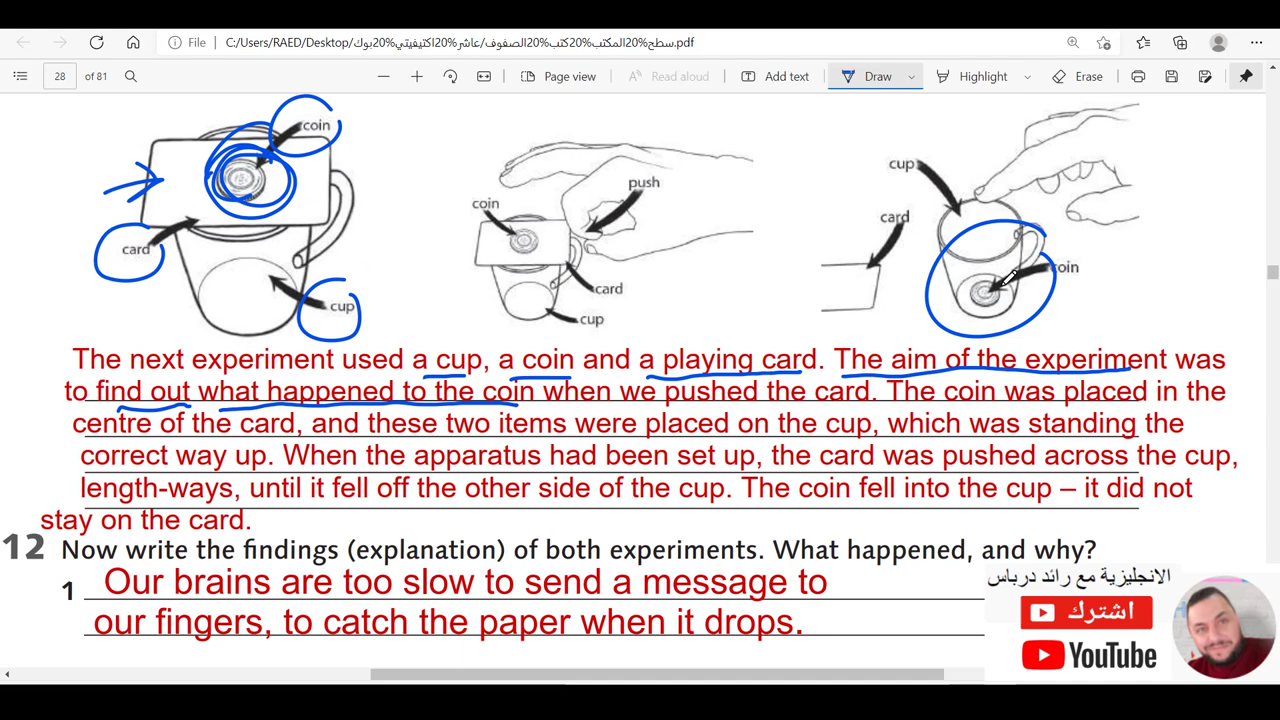 File
C:/Users/RAED/Desktop/سطح%20المكتب%20كتب%20الصفوف/عاشر%20اكتيفيتي%20بوك.pdf
28 of 81
Page view
Read aloud
Add text
Draw
Highlight
Erase
coin
card
cup
coin
push
card
cup
cup
card
coin
The next experiment used a cup, a coin and a playing card. The aim of the experiment was
to find out what happened to the coin when we pushed the card. The coin was placed in the
centre of the card, and these two items were placed on the cup, which was standing the
correct way up. When the apparatus had been set up, the card was pushed across the cup,
length-ways, until it fell off the other side of the cup. The coin fell into the cup – it did not
stay on the card.
12 Now write the findings (explanation) of both experiments. What happened, and why?
1 Our brains are too slow to send a message to
our fingers, to catch the paper when it drops.
الانجليزية مع رائد درباس
اشترك
YouTube